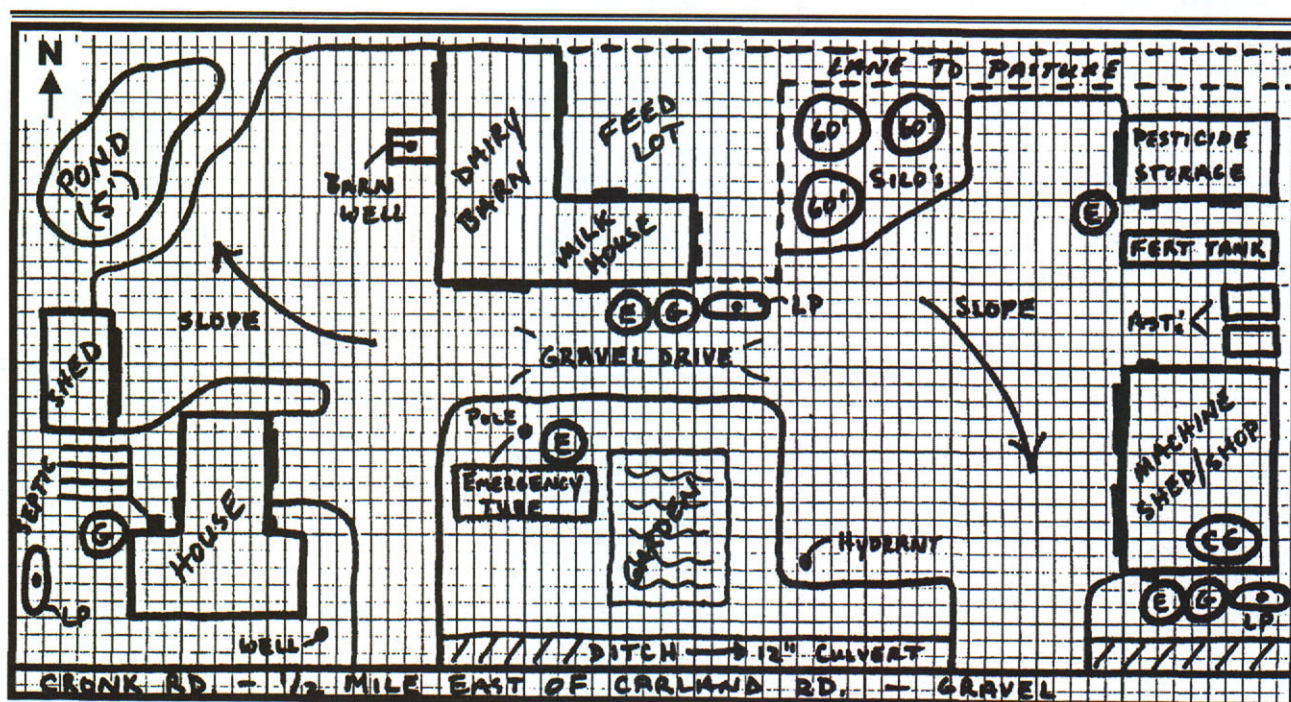 N
LANE TO PASTURE
POND
(5')
BARN
WELL
DAIRY
BARN
FEED
LOT
MILK
HOUSE
60'
60'
60'
SILO's
PESTICIDE
STORAGE
E
FERT TANK
SLOPE
E
G
LP
SLOPE
GRAVEL DRIVE
SHED
POLE
E
EMERGENCY
TUBE
GARDEN
MACHINE
SHED/SHOP
CG
SEPTIC
G
HOUSE
HYDRANT
LP
WELL
E
G
LP
DITCH → 12" CULVERT
CRONK RD. - 1/2 MILE EAST OF CARLAND RD. - GRAVEL